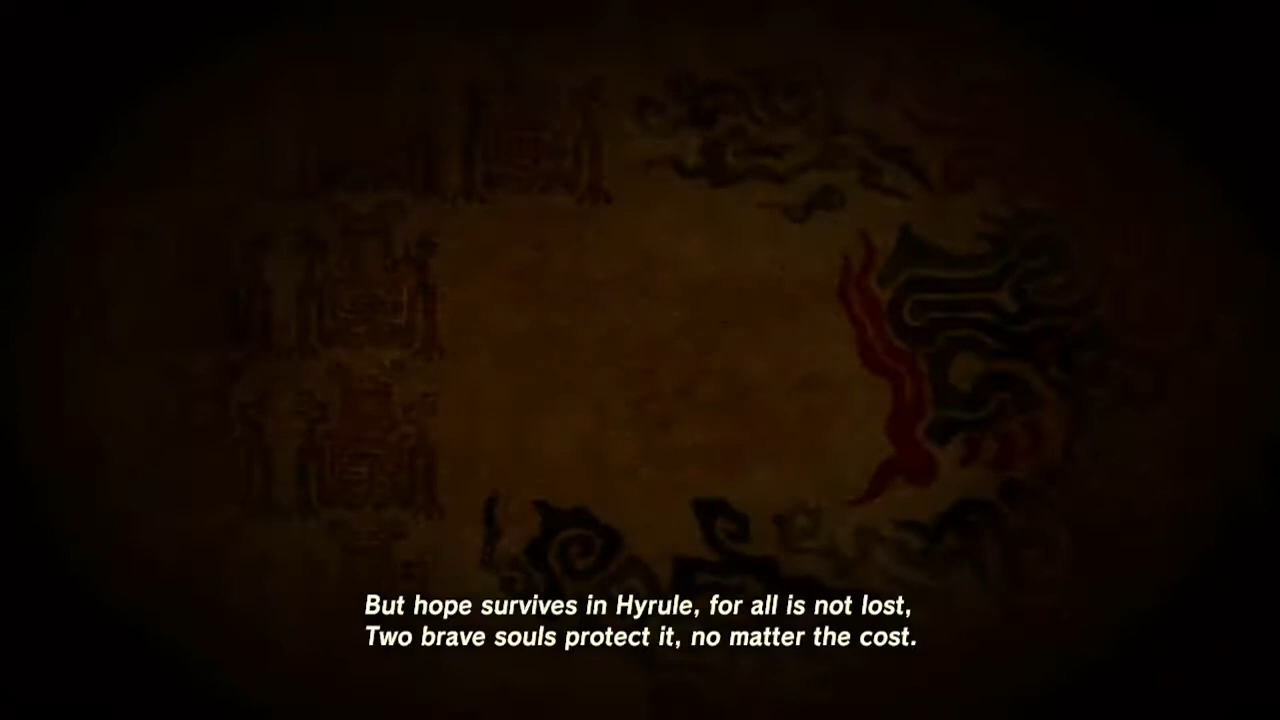 But hope survives in Hyrule, for all is not lost,
Two brave souls protect it, no matter the cost.